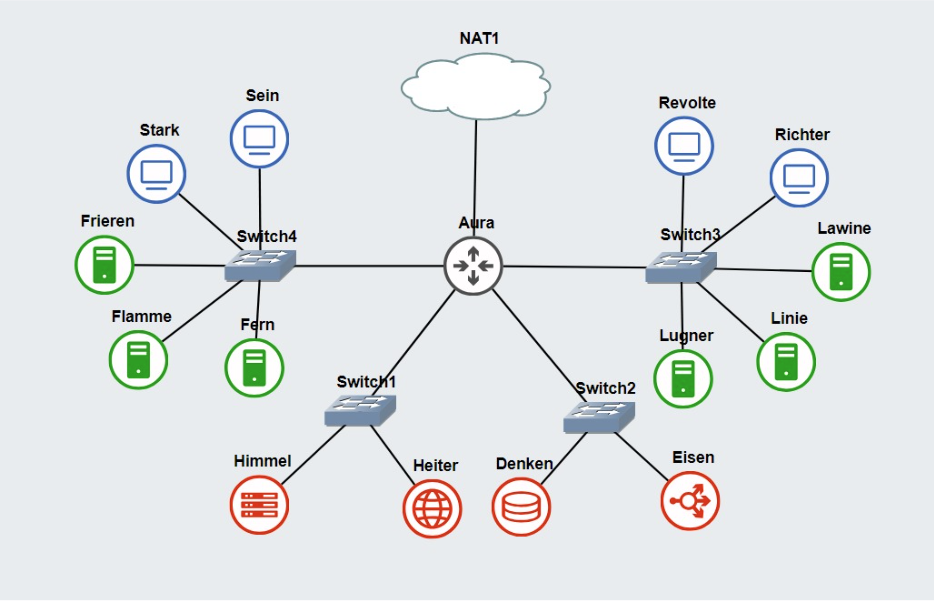 NAT1
Sein
Revolte
Stark
Richter
Frieren
Aura
Lawine
Switch4
Switch3
Flamme
Fern
Linie
Lugner
Switch1
Switch2
Himmel
Heiter
Denken
Eisen